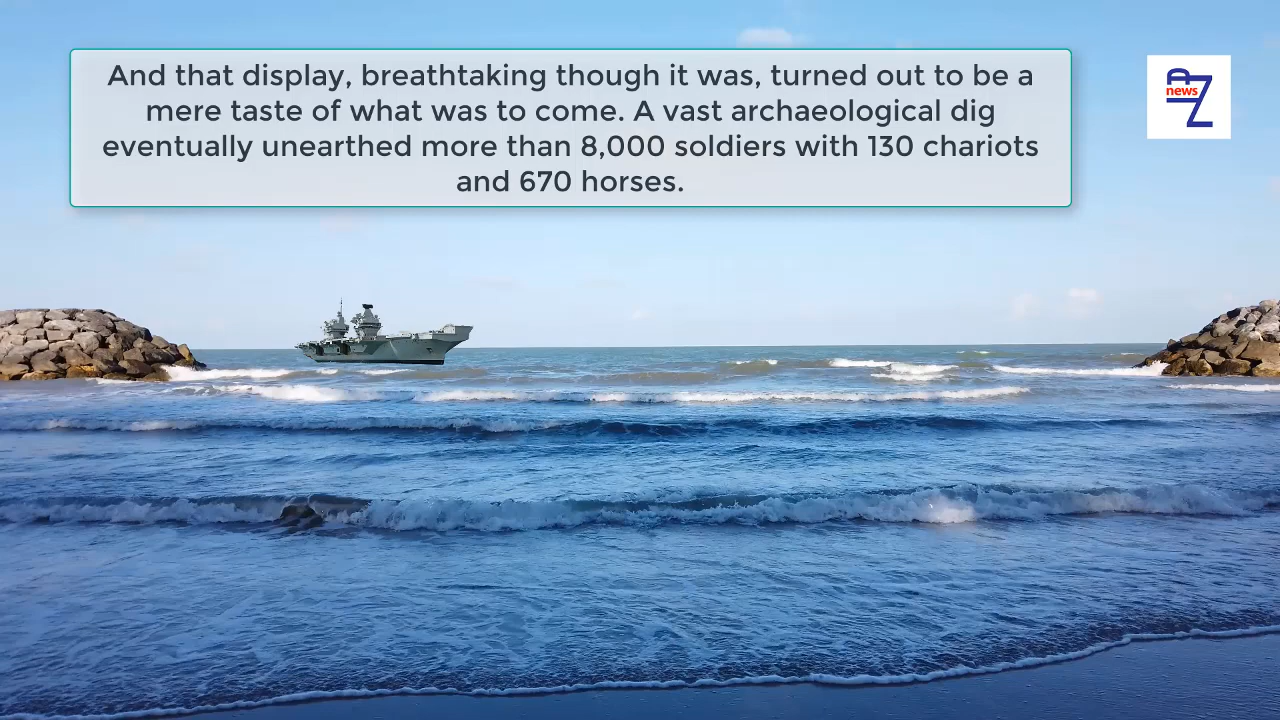 And that display, breathtaking though it was, turned out to be a
mere taste of what was to come. A vast archaeological dig
eventually unearthed more than 8,000 soldiers with 130 chariots
and 670 horses.
A
news
Z